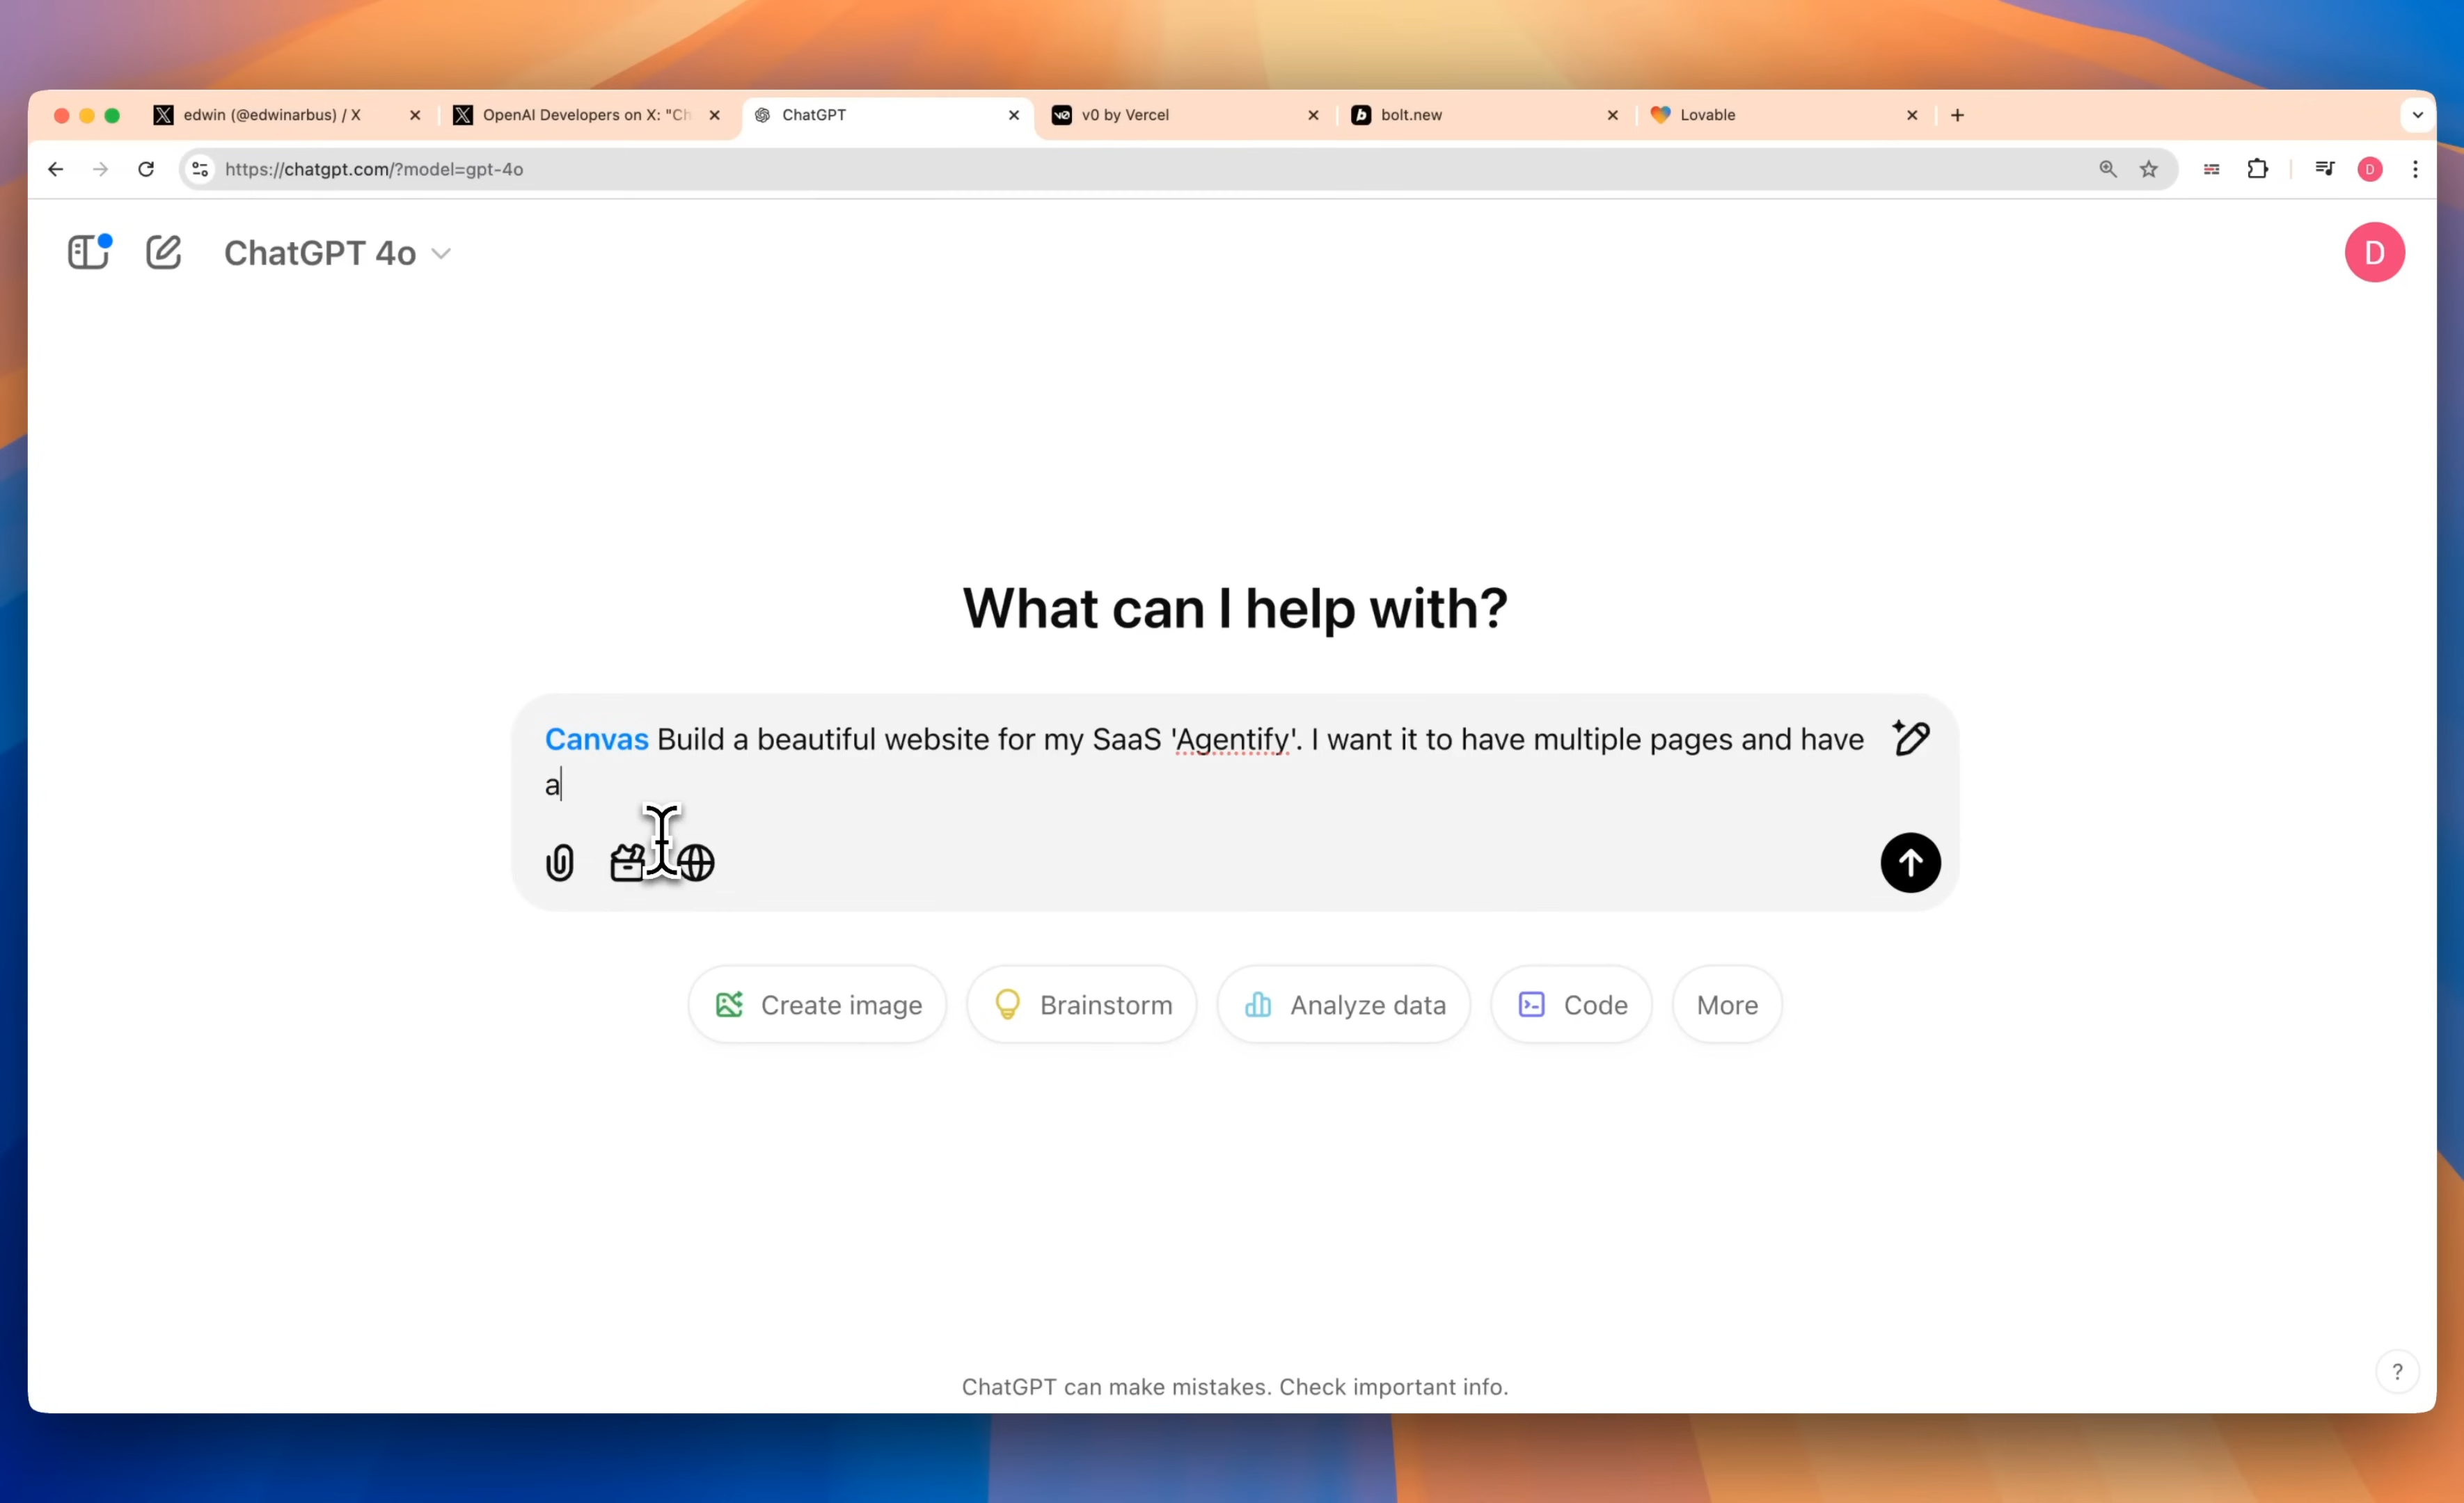 edwin (@edwinarbus) / X
OpenAI Developers on X: "Ch
ChatGPT
v0 by Vercel
bolt.new
Lovable
https://chatgpt.com/?model=gpt-4o
D
ChatGPT 4o
D
What can I help with?
Canvas Build a beautiful website for my SaaS 'Agentify'. I want it to have multiple pages and have
a
Create image
Brainstorm
Analyze data
Code
More
ChatGPT can make mistakes. Check important info.
?